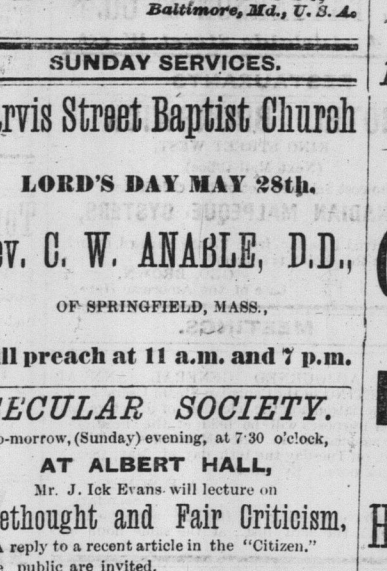 Baltimore, Md., U. S. A.
SUNDAY SERVICES.
rvis Street Baptist Church
LORD'S DAY MAY 28th.
ev. C. W. ANABLE, D.D.,
OF SPRINGFIELD, MASS.,
ll preach at 11 a.m. and 7 p.m.
ECULAR SOCIETY.
o-morrow, (Sunday) evening, at 7 30 o'clock,
AT ALBERT HALL,
Mr. J. Ick Evans will lecture on
ethought and Fair Criticism,
A reply to a recent article in the "Citizen."
e public are invited.